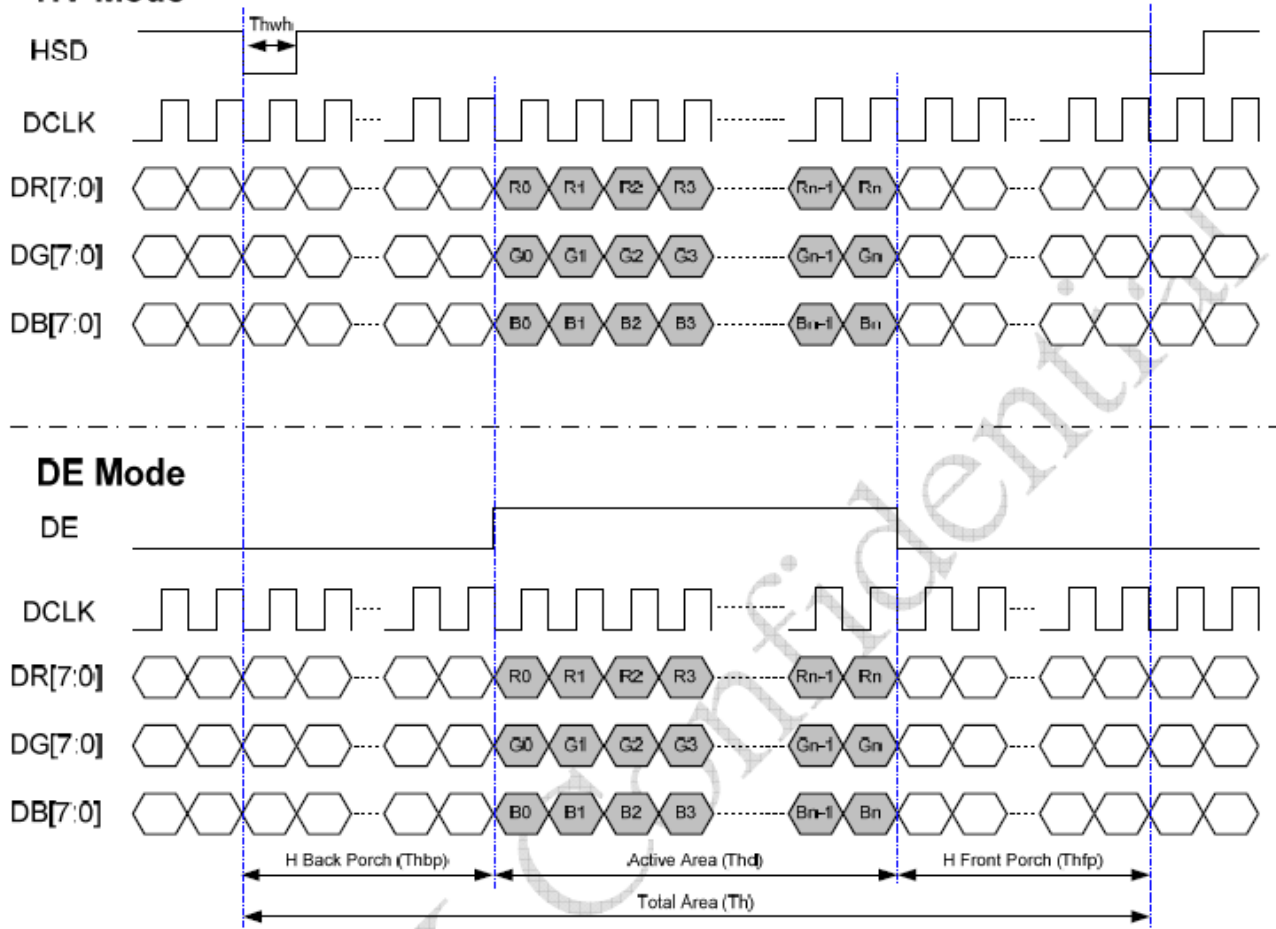 HV Mode
Thwh
HSD
DCLK
DR[7:0] R0 R1 R2 R3 Rn-1 Rn
DG[7:0] G0 G1 G2 G3 Gn-1 Gn
DB[7:0] B0 B1 B2 B3 Bn-1 Bn
DE Mode
DE
DCLK
DR[7:0] R0 R1 R2 R3 Rn-1 Rn
DG[7:0] G0 G1 G2 G3 Gn-1 Gn
DB[7:0] B0 B1 B2 B3 Bn-1 Bn
H Back Porch (Thbp) Active Area (Thd) H Front Porch (Thfp)
Total Area (Th)
Confidential